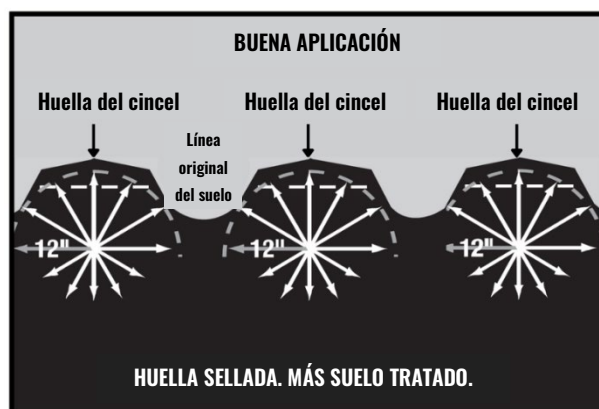 BUENA APLICACIÓN
Huella del cincel
Huella del cincel
Huella del cincel
Línea
original
del suelo
12"
12"
12"
HUELLA SELLADA. MÁS SUELO TRATADO.